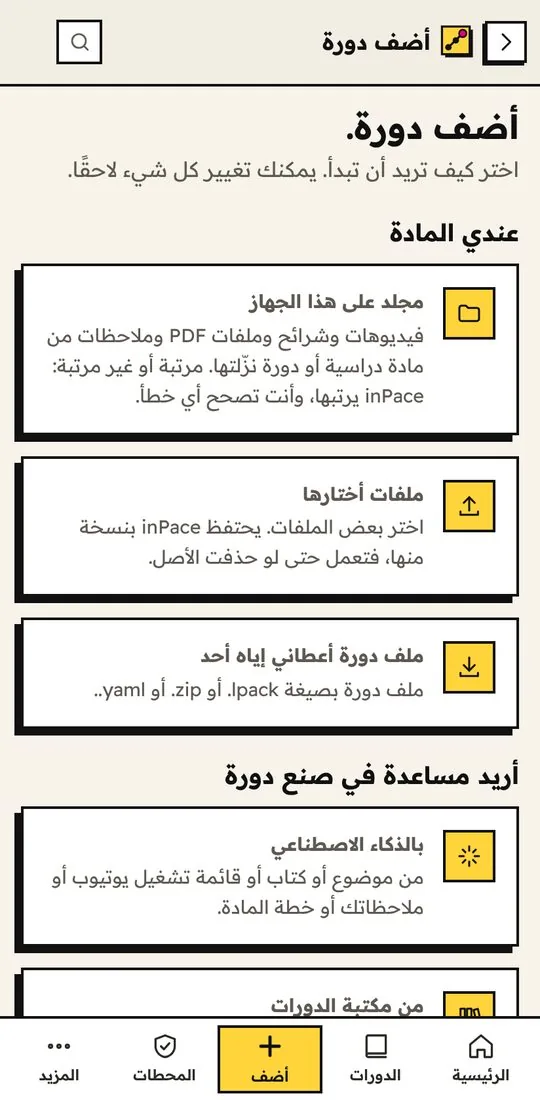 أضف دورة
أضف دورة.
اختر كيف تريد أن تبدأ. يمكنك تغيير كل شيء لاحقًا.
عندي المادة
مجلد على هذا الجهاز
فيديوهات وشرائح وملفات PDF وملاحظات من
مادة دراسية أو دورة نزّلتها. مرتبة أو غير مرتبة:
inPace يرتبها، وأنت تصحح أي خطأ.
ملفات أختارها
اختر بعض الملفات. يحتفظ inPace بنسخة
منها، فتعمل حتى لو حذفت الأصل.
ملف دورة أعطاني إياه أحد
ملف دورة بصيغة lpack. أو zip. أو yaml..
أريد مساعدة في صنع دورة
بالذكاء الاصطناعي
من موضوع أو كتاب أو قائمة تشغيل يوتيوب أو
ملاحظاتك أو خطة المادة.
من مكتبة الدورات
الرئيسية
الدورات
أضف
المحطات
المزيد